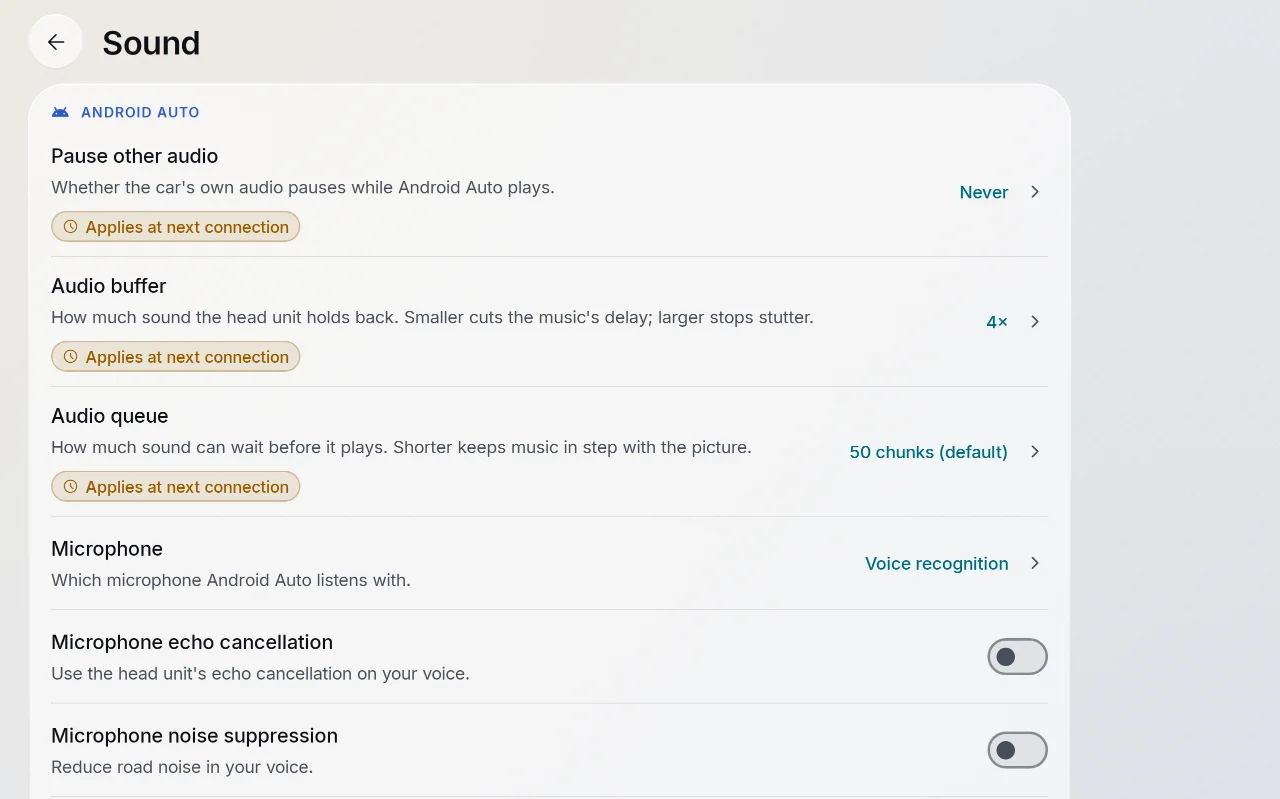 Sound
ANDROID AUTO
Pause other audio
Whether the car's own audio pauses while Android Auto plays.
Never
Applies at next connection
Audio buffer
How much sound the head unit holds back. Smaller cuts the music's delay; larger stops stutter.
4×
Applies at next connection
Audio queue
How much sound can wait before it plays. Shorter keeps music in step with the picture.
50 chunks (default)
Applies at next connection
Microphone
Which microphone Android Auto listens with.
Voice recognition
Microphone echo cancellation
Use the head unit's echo cancellation on your voice.
Microphone noise suppression
Reduce road noise in your voice.